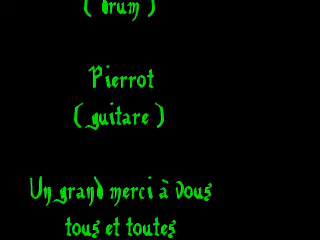 ( drum )
Pierrot
( guitare )
Un grand merci à vous
tous et toutes